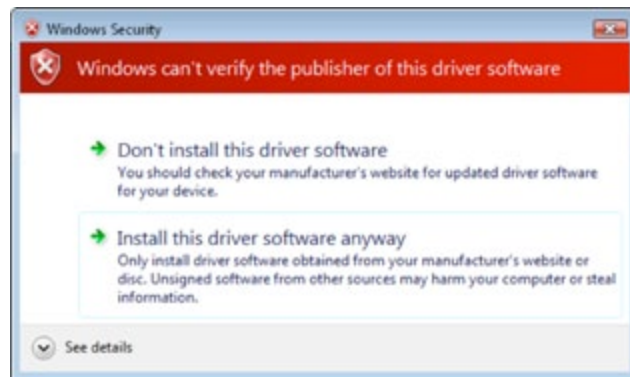 Windows Security
Windows can't verify the publisher of this driver software
Don't install this driver software
You should check your manufacturer's website for updated driver software
for your device.
Install this driver software anyway
Only install driver software obtained from your manufacturer's website or
disc. Unsigned software from other sources may harm your computer or steal
information.
See details